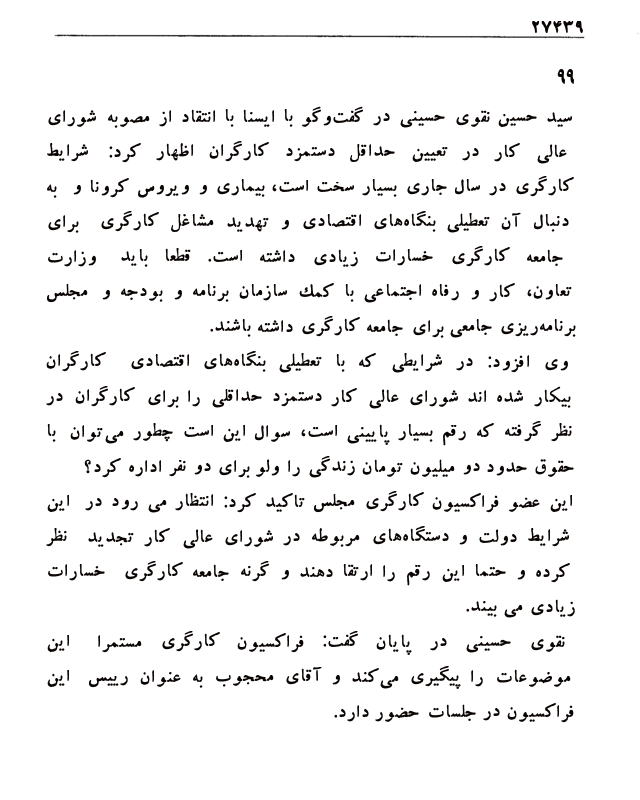 ۲۷۴۳۹
۹۹
سید حسین نقوی حسینی در گفت‌وگو با ایسنا با انتقاد از مصوبه شورای
عالی کار در تعیین حداقل دستمزد کارگران اظهار کرد: شرایط
کارگری در سال جاری بسیار سخت است، بیماری و ویروس کرونا و به
دنبال آن تعطیلی بنگاه‌های اقتصادی و تهدید مشاغل کارگری برای
جامعه کارگری خسارات زیادی داشته است. قطعا باید وزارت
تعاون، کار و رفاه اجتماعی با کمك سازمان برنامه و بودجه و مجلس
برنامه‌ریزی جامعی برای جامعه کارگری داشته باشند.
وی افزود: در شرایطی که با تعطیلی بنگاه‌های اقتصادی کارگران
بیکار شده اند شورای عالی کار دستمزد حداقلی را برای کارگران در
نظر گرفته که رقم بسیار پایینی است، سوال این است چطور می‌توان با
حقوق حدود دو میلیون تومان زندگی را ولو برای دو نفر اداره کرد؟
این عضو فراکسیون کارگری مجلس تاکید کرد: انتظار می رود در این
شرایط دولت و دستگاه‌های مربوطه در شورای عالی کار تجدید نظر
کرده و حتما این رقم را ارتقا دهند و گرنه جامعه کارگری خسارات
زیادی می بیند.
نقوی حسینی در پایان گفت: فراکسیون کارگری مستمرا این
موضوعات را پیگیری می‌کند و آقای محجوب به عنوان رییس این
فراکسیون در جلسات حضور دارد.